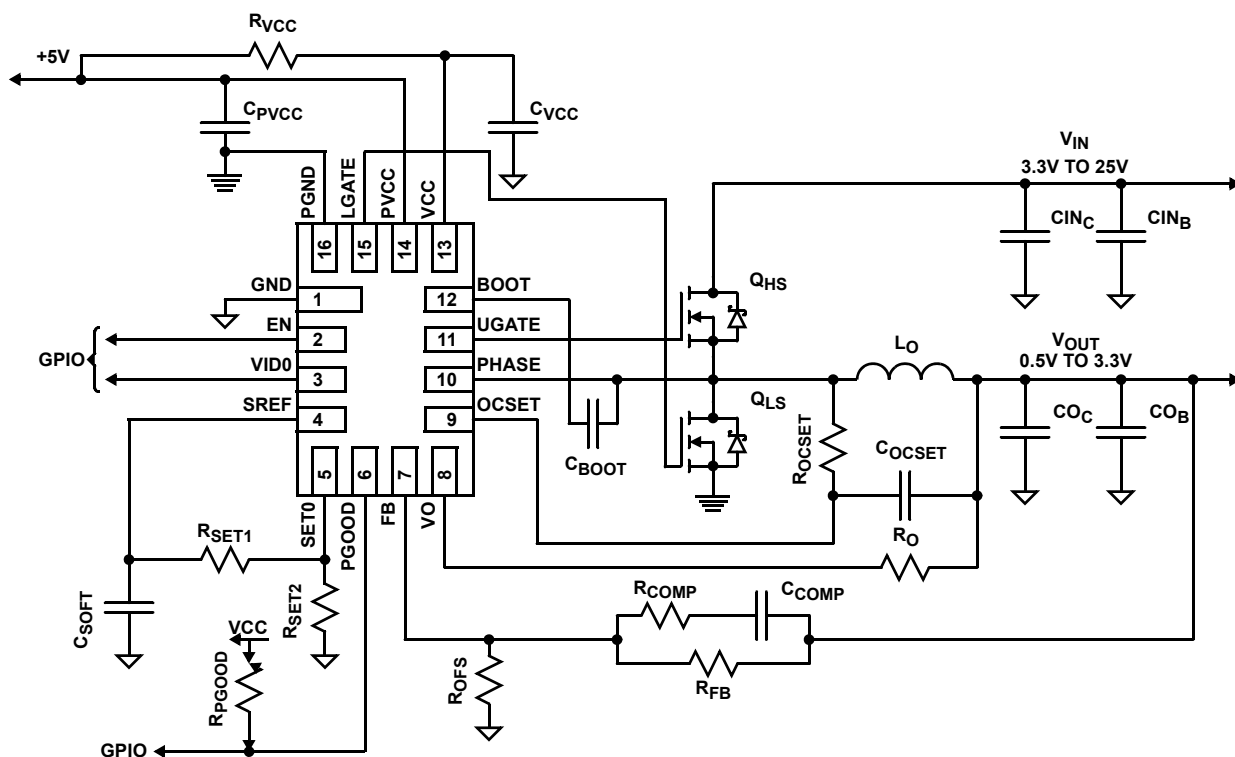 RVCC
+5V
CPVCC
CVCC
VIN
3.3V TO 25V
PGND
LGATE
PVCC
VCC
16
15
14
13
CINC
CINB
GND
1
12
BOOT
QHS
EN
2
11
UGATE
GPIO
LO
VOUT
0.5V TO 3.3V
VID0
3
10
PHASE
SREF
4
9
OCSET
QLS
COC
COB
CBOOT
ROCSET
COCSET
5
6
7
8
SET0
PGOOD
FB
VO
RSET1
RO
CSOFT
RSET2
RCOMP
CCOMP
VCC
RPGOOD
ROFS
RFB
GPIO